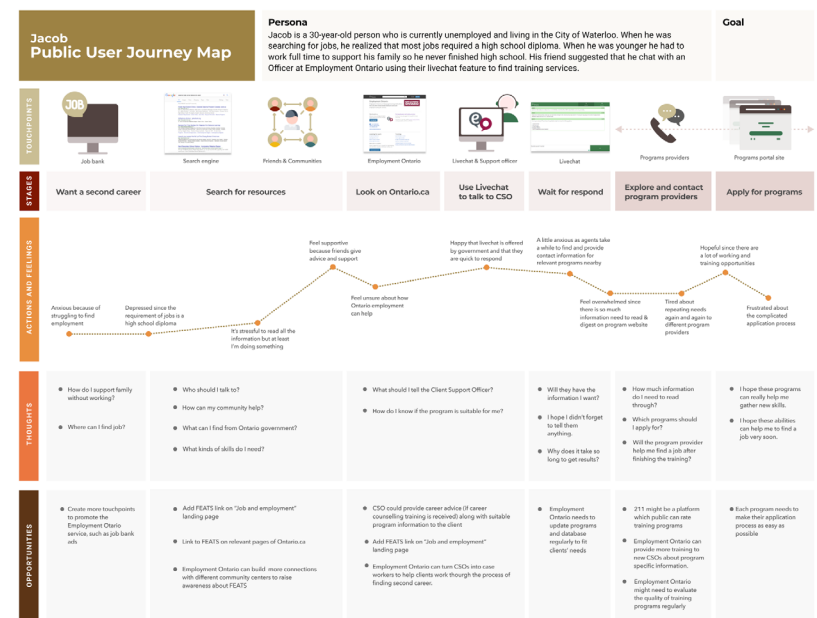 Jacob
Public User Journey Map
Persona
Jacob is a 30-year-old person who is currently unemployed and living in the City of Waterloo. When he was
searching for jobs, he realized that most jobs required a high school diploma. When he was younger he had to
work full time to support his family so he never finished high school. His friend suggested that he chat with an
Officer at Employment Ontario using their livechat feature to find training services.
Goal
TOUCHPOINTS
JOB
Job bank
Search engine
Friends & Communities
Employment Ontario
Livechat & Support officer
Livechat
Programs providers
Programs portal site
STAGES
Want a second career
Search for resources
Look on Ontario.ca
Use Livechat
to talk to CSO
Wait for respond
Explore and contact
program providers
Apply for programs
ACTIONS AND FEELINGS
Anxious because of
struggling to find
employment
Depressed since the
requirement of jobs is a
high school diploma
It's stressful to read all the
information but at least
I'm doing something
Feel supportive
because friends give
advice and support
Feel unsure about how
Ontario employment
can help
Happy that livechat is offered
by government and that they
are quick to respond
A little anxious as agents take
a while to find and provide
contact information for
relevant programs nearby
Feel overwhelmed since
there is so much
information need to read &
digest on program website
Tired about
repeating needs
again and again to
different program
providers
Hopeful since there are
a lot of working and
training opportunities
Frustrated about
the complicated
application process
THOUGHTS
How do I support family
without working?
Where can I find job?
Who should I talk?
How can my community help?
What can I find from Ontario government?
What kinds of skills do I need?
What should I tell the Client Support Officer?
How do I know if the program is suitable for me?
Will they have the
information I want?
I hope I didn't forget
to tell them
anything.
Why does it take so
long to get results?
How much information
do I need to read
through?
Which programs should
I apply for?
Will the program provider
help me find a job after
finishing the training?
I hope these programs
can really help me
gather new skills.
I hope these abilities
can help me to find a
job very soon.
OPPORTUNITIES
Create more touchpoints
to promote the
Employment Otario
service, such as job bank
ads
Add FEATS link on "Job and employment"
landing page
Link to FEATS on relevant pages of Ontario.ca
Employment Ontario can build more connections
with different community centers to raise
awareness about FEATS
CSO could provide career advice (if career
counselling training is received) along with suitable
program information to the client
Add FEATS link on "Job and employment"
landing page
Employment Ontario can turn CSOs into case
workers to help clients work thourgh the process of
finding second career.
Employment
Ontario needs to
update programs
and database
regularly to fit
clients' needs
211 might be a platform
which public can rate
training programs
Employment Ontario can
provide more training to
new CSOs about program
specific information.
Employment Ontario
might need to evaluate
the quality of training
programs regularly
Each program needs to
make their application
process as easy as
possible